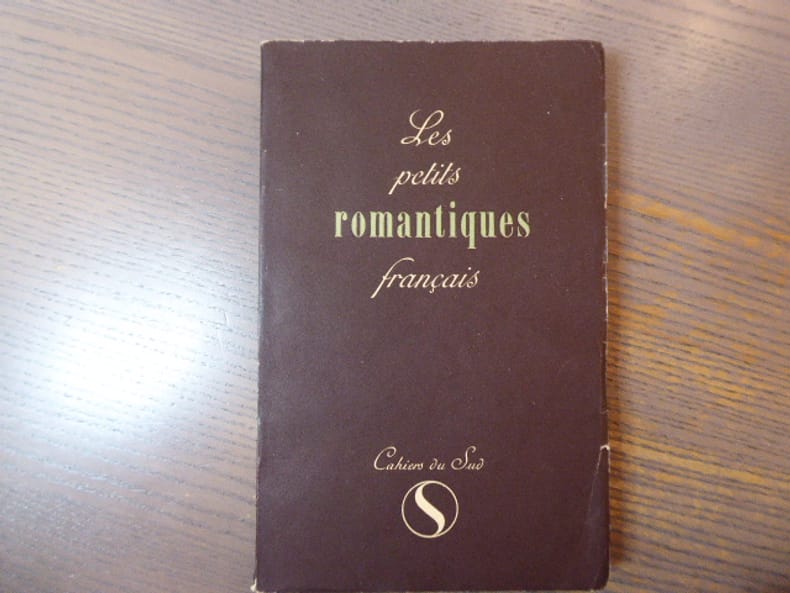 Les
petits
romantiques
français
Cahiers du Sud
S